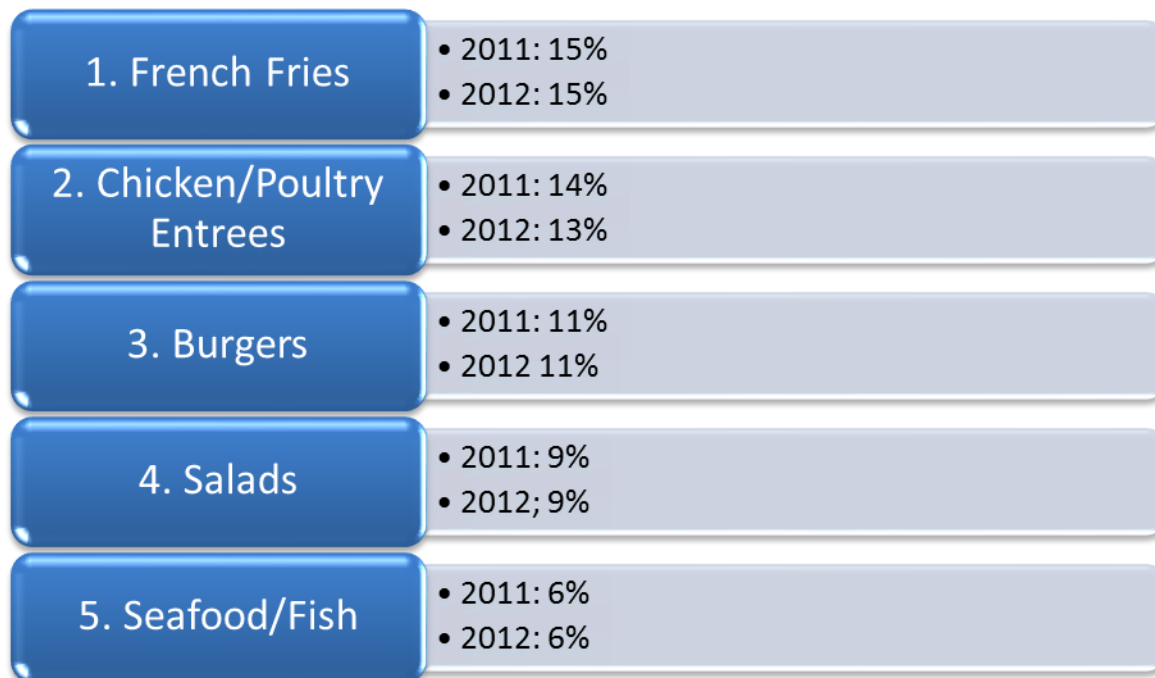 1. French Fries
• 2011: 15%
• 2012: 15%
2. Chicken/Poultry
Entrees
• 2011: 14%
• 2012: 13%
3. Burgers
• 2011: 11%
• 2012 11%
4. Salads
• 2011: 9%
• 2012; 9%
5. Seafood/Fish
• 2011: 6%
• 2012: 6%